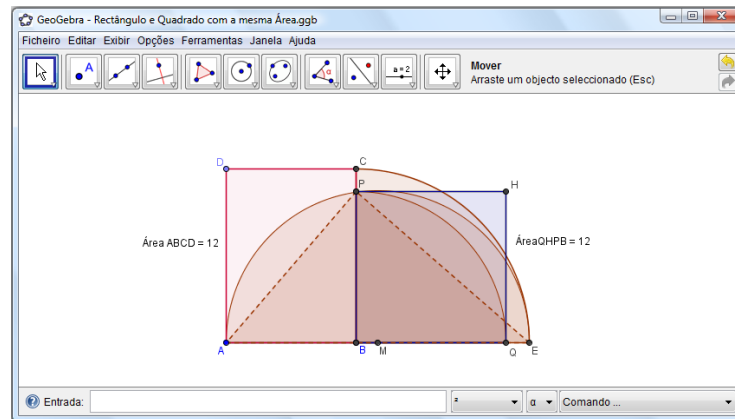 GeoGebra - Rectângulo e Quadrado com a mesma Área.ggb
Ficheiro Editar Exibir Opções Ferramentas Janela Ajuda
A
α
a = 2
Mover
Arraste um objecto seleccionado (Esc)
D
C
P
H
Área ABCD = 12
ÁreaQHPB = 12
A
B
M
Q
E
Entrada:
²
α
Comando ...